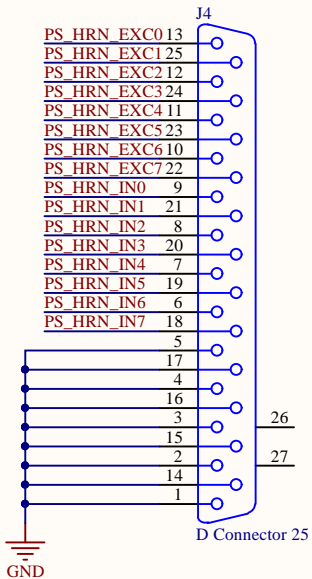 J4
PS_HRN_EXC0 13
PS_HRN_EXC1 25
PS_HRN_EXC2 12
PS_HRN_EXC3 24
PS_HRN_EXC4 11
PS_HRN_EXC5 23
PS_HRN_EXC6 10
PS_HRN_EXC7 22
PS_HRN_IN0 9
PS_HRN_IN1 21
PS_HRN_IN2 8
PS_HRN_IN3 20
PS_HRN_IN4 7
PS_HRN_IN5 19
PS_HRN_IN6 6
PS_HRN_IN7 18
5
17
4
16
3 26
15
2 27
14
1
D Connector 25
GND